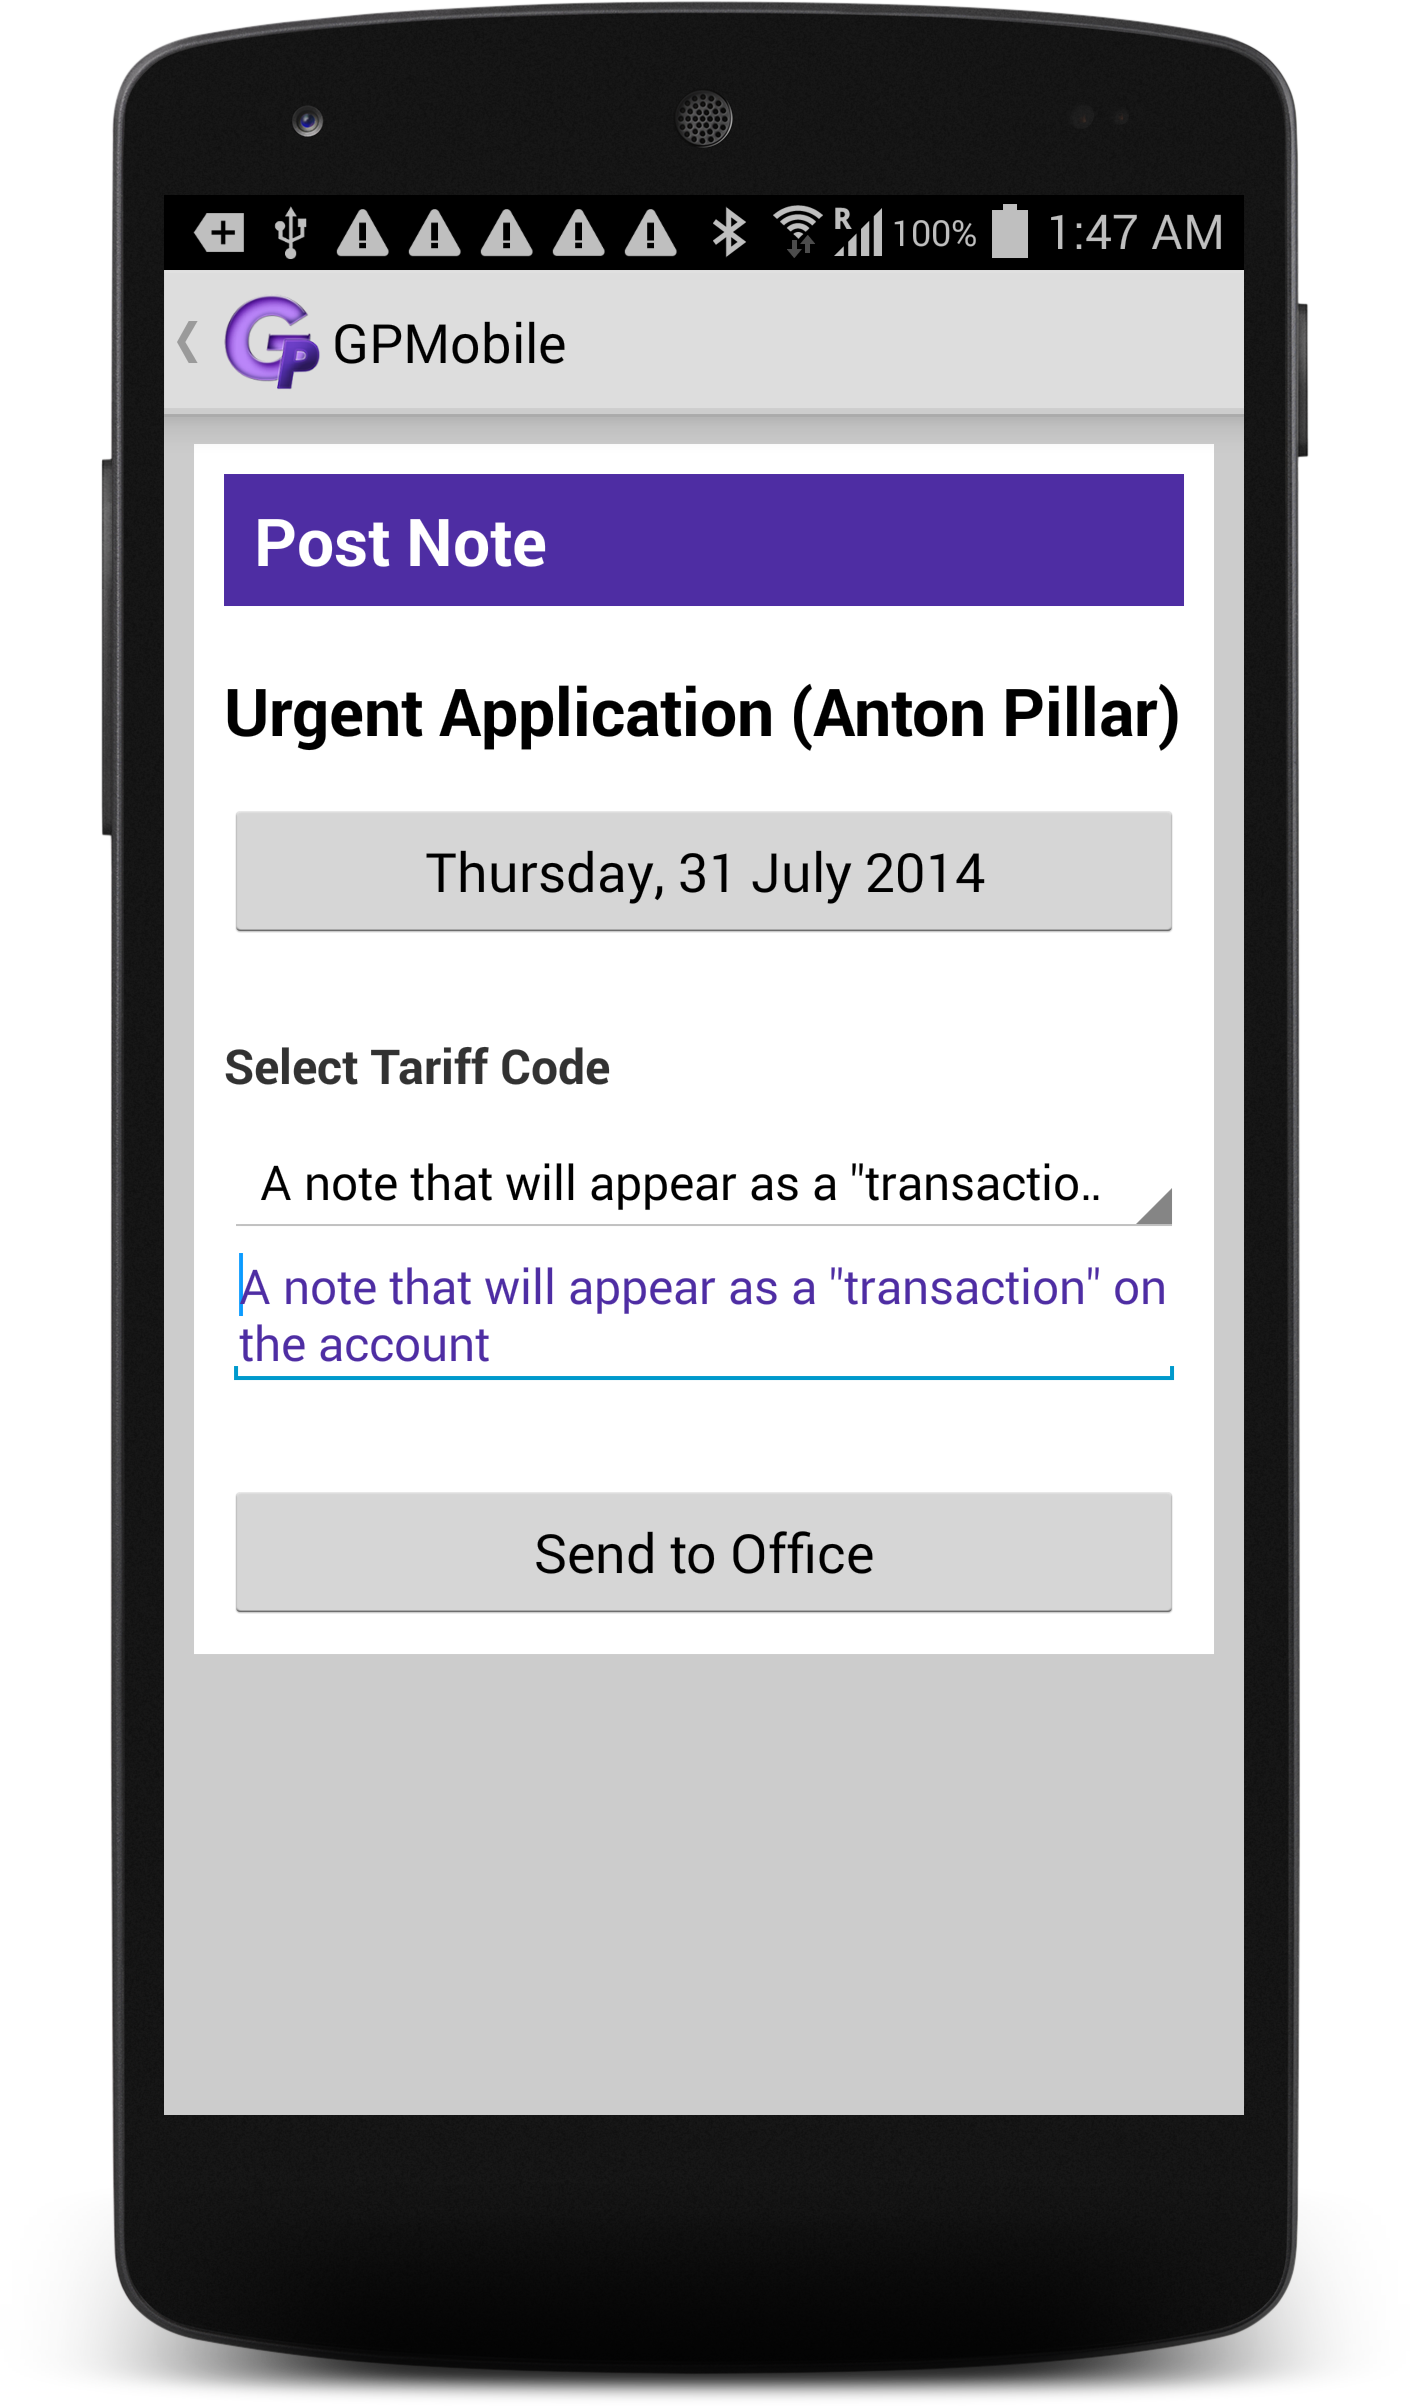 R 100% 1:47 AM
GP GPMobile
Post Note
Urgent Application (Anton Pillar)
Thursday, 31 July 2014
Select Tariff Code
A note that will appear as a "transactio..
A note that will appear as a "transaction" on
the account
Send to Office